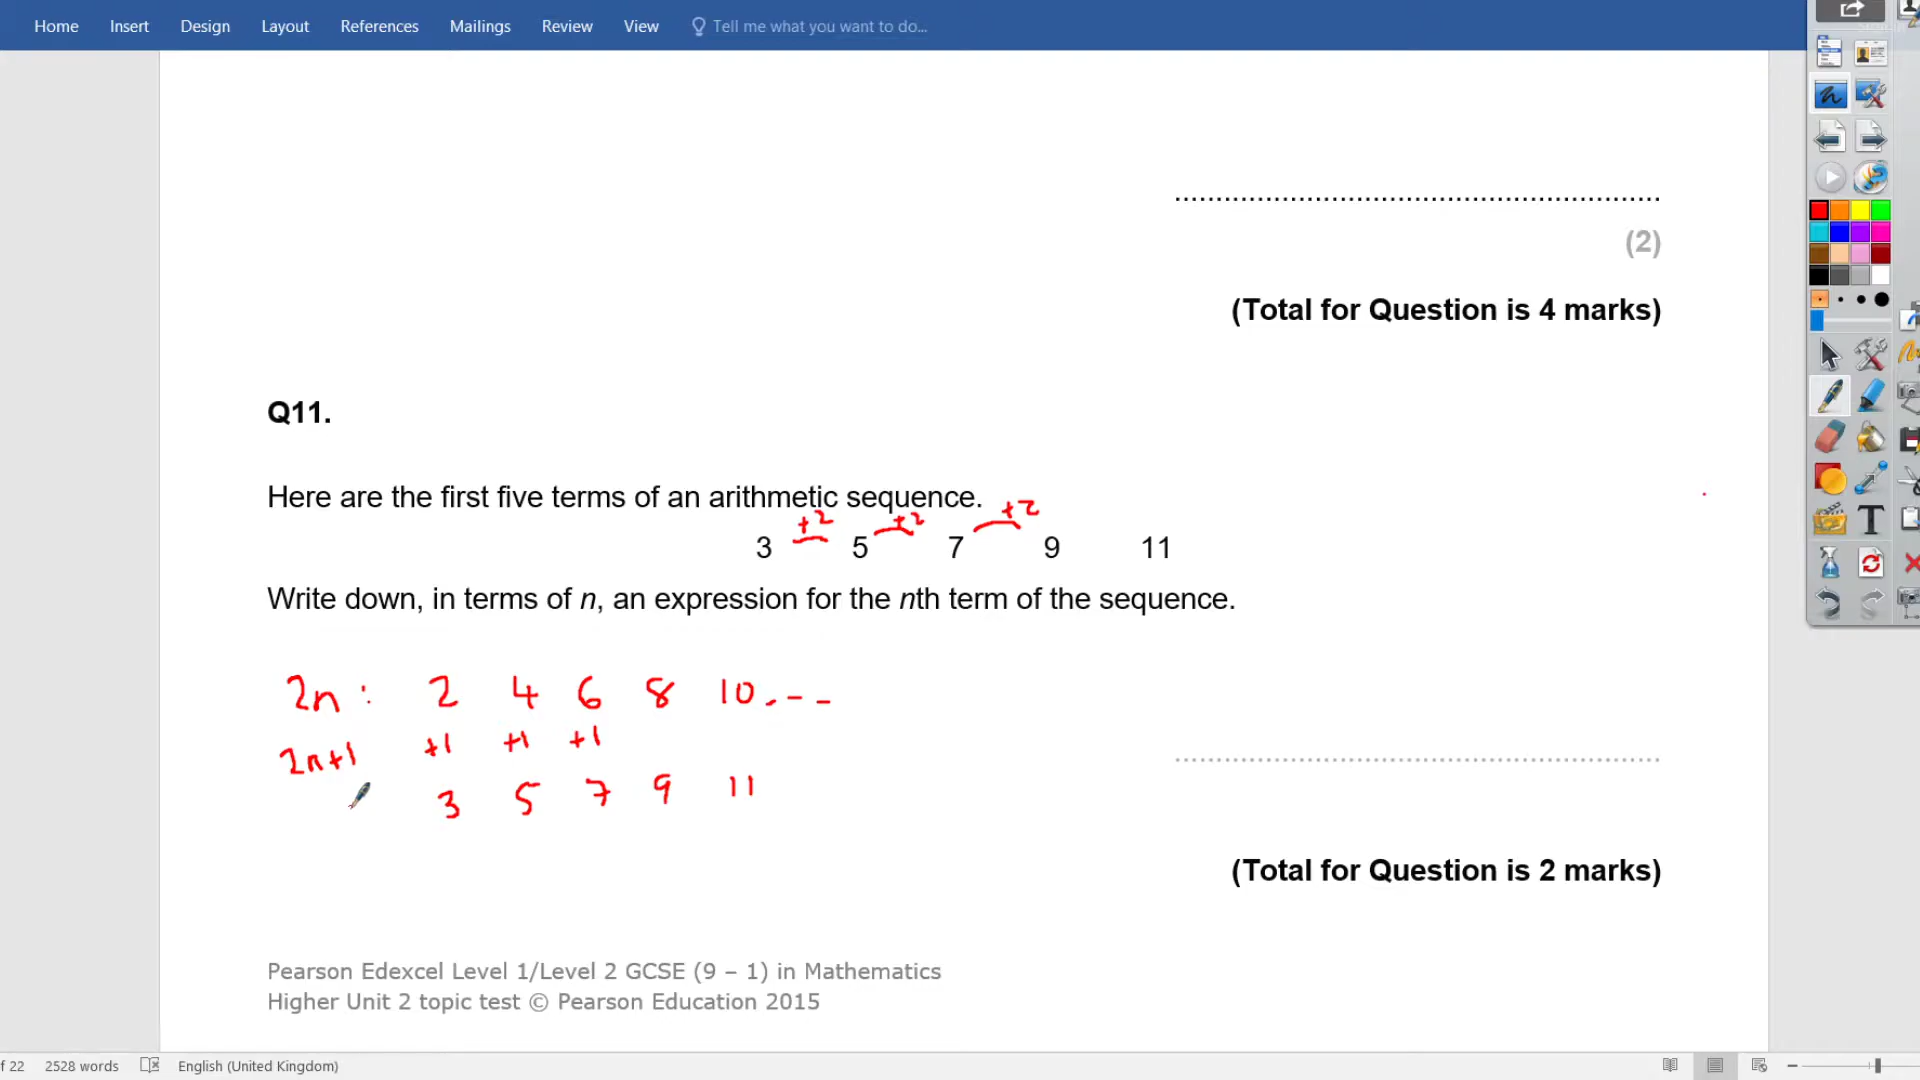 Home Insert Design Layout References Mailings Review View Tell me what you want to do...
(2)
(Total for Question is 4 marks)
Q11.
Here are the first five terms of an arithmetic sequence.
+2 +2 +2
3 5 7 9 11
Write down, in terms of n, an expression for the nth term of the sequence.
2n : 2 4 6 8 10 . - -
2n+1 +1 +1 +1
3 5 7 9 11
(Total for Question is 2 marks)
Pearson Edexcel Level 1/Level 2 GCSE (9 – 1) in Mathematics
Higher Unit 2 topic test © Pearson Education 2015
f 22 2528 words English (United Kingdom)